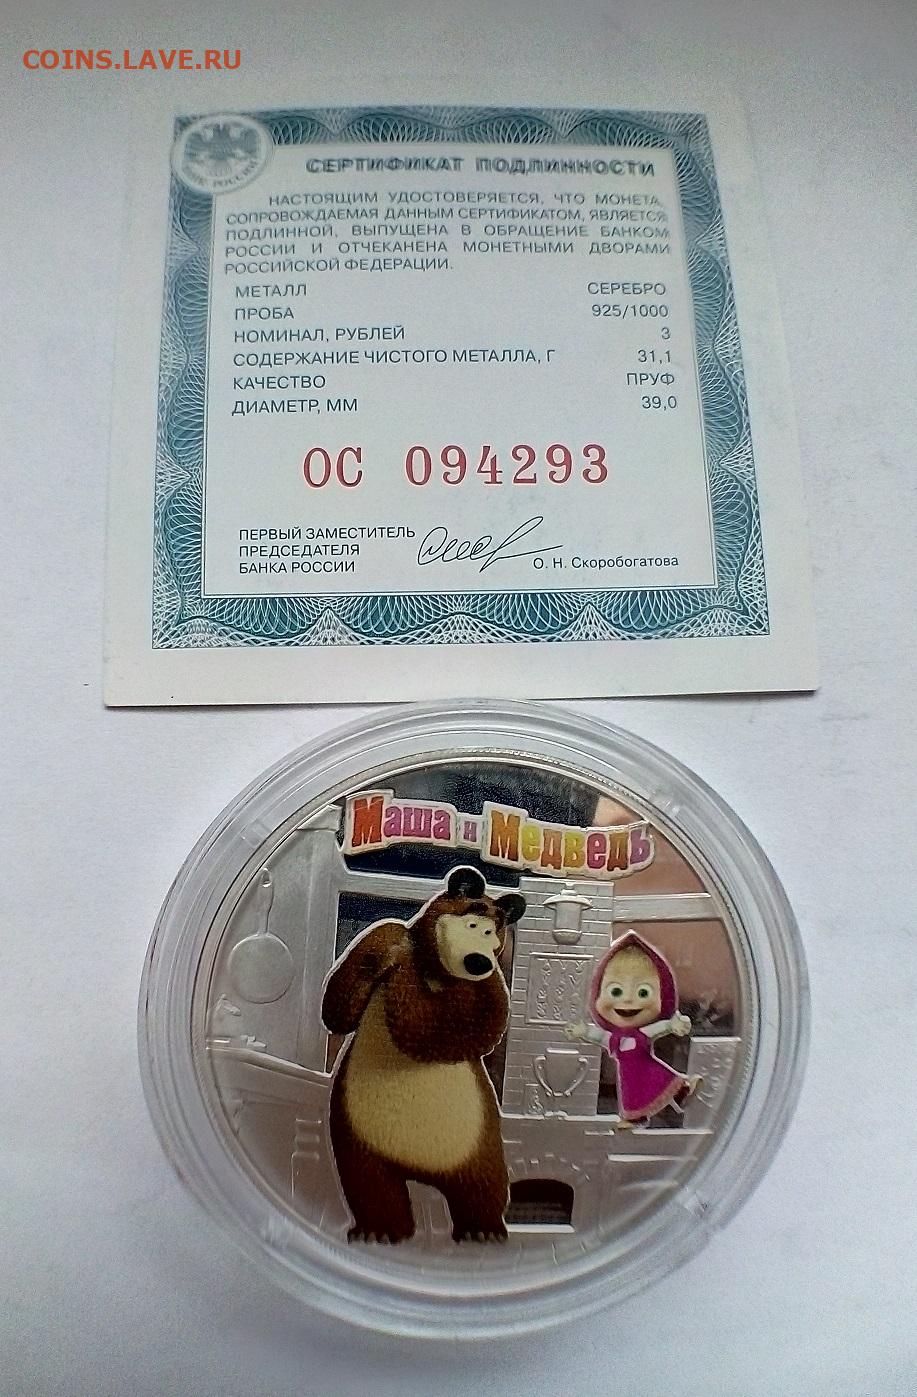 COINS.LAVE.RU
СЕРТИФИКАТ ПОДЛИННОСТИ
НАСТОЯЩИМ УДОСТОВЕРЯЕТСЯ, ЧТО МОНЕТА,
СОПРОВОЖДАЕМАЯ ДАННЫМ СЕРТИФИКАТОМ, ЯВЛЯЕТСЯ
ПОДЛИННОЙ, ВЫПУЩЕНА В ОБРАЩЕНИЕ БАНКОМ
РОССИИ И ОТЧЕКАНЕНА МОНЕТНЫМИ ДВОРАМИ
РОССИЙСКОЙ ФЕДЕРАЦИИ.
МЕТАЛЛ СЕРЕБРО
ПРОБА 925/1000
НОМИНАЛ, РУБЛЕЙ 3
СОДЕРЖАНИЕ ЧИСТОГО МЕТАЛЛА, Г 31,1
КАЧЕСТВО ПРУФ
ДИАМЕТР, ММ 39,0
ОС 094293
ПЕРВЫЙ ЗАМЕСТИТЕЛЬ
ПРЕДСЕДАТЕЛЯ
БАНКА РОССИИ
О. Н. Скоробогатова
Маша и Медведь